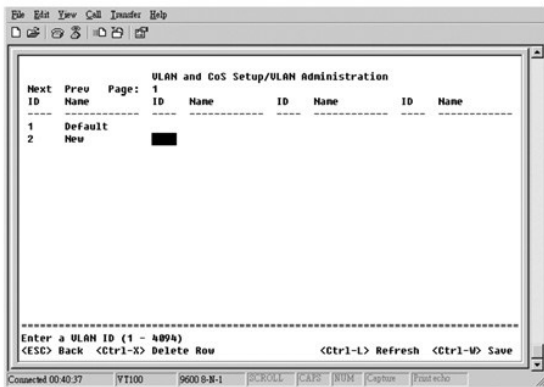 File Edit View Call Transfer Help
VLAN and CoS Setup/VLAN Administration
Next Prev Page: 1
ID Name ID Name ID Name ID Name
---- ------------- ---- ------------- ---- ------------- ---- -------------
1 Default
2 New
Enter a VLAN ID (1 - 4094)
<ESC> Back <Ctrl-X> Delete Row <Ctrl-L> Refresh <Ctrl-W> Save
Connected 00:40:37 VT100 9600 8-N-1 SCROLL CAPS NUM Capture Print echo